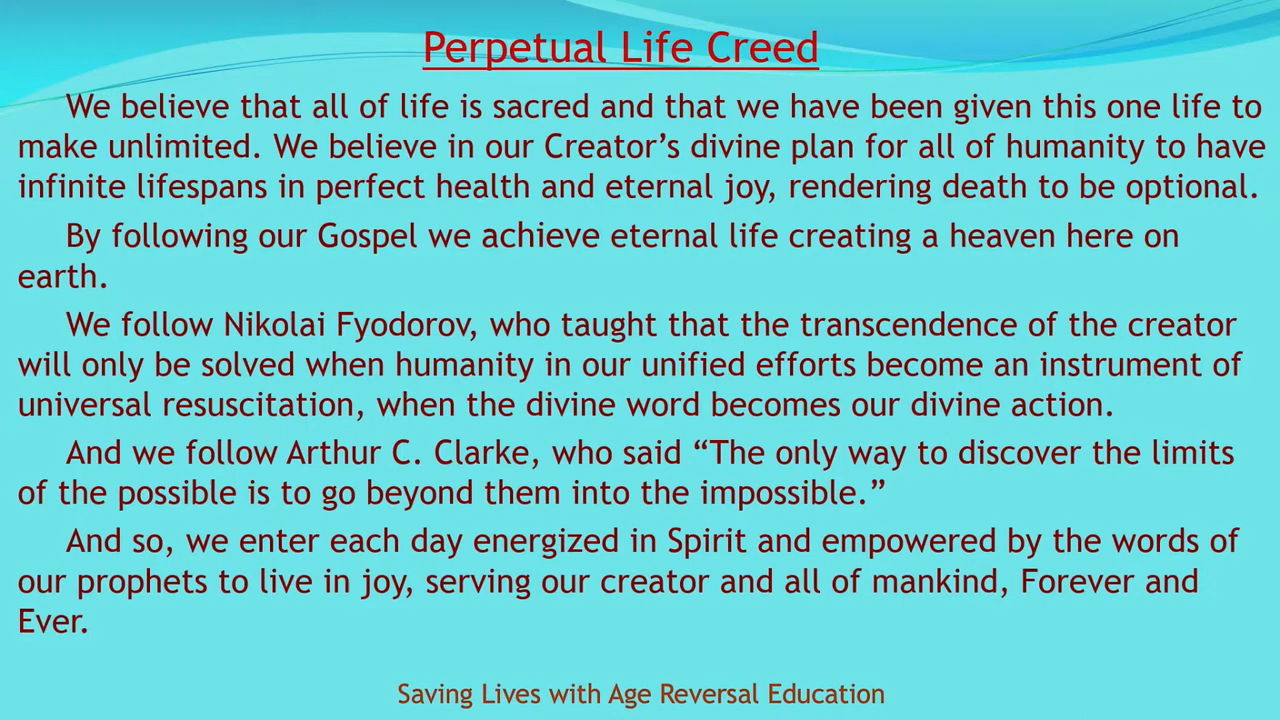 Perpetual Life Creed
We believe that all of life is sacred and that we have been given this one life to
make unlimited. We believe in our Creator’s divine plan for all of humanity to have
infinite lifespans in perfect health and eternal joy, rendering death to be optional.
By following our Gospel we achieve eternal life creating a heaven here on
earth.
We follow Nikolai Fyodorov, who taught that the transcendence of the creator
will only be solved when humanity in our unified efforts become an instrument of
universal resuscitation, when the divine word becomes our divine action.
And we follow Arthur C. Clarke, who said “The only way to discover the limits
of the possible is to go beyond them into the impossible.”
And so, we enter each day energized in Spirit and empowered by the words of
our prophets to live in joy, serving our creator and all of mankind, Forever and
Ever.
Saving Lives with Age Reversal Education